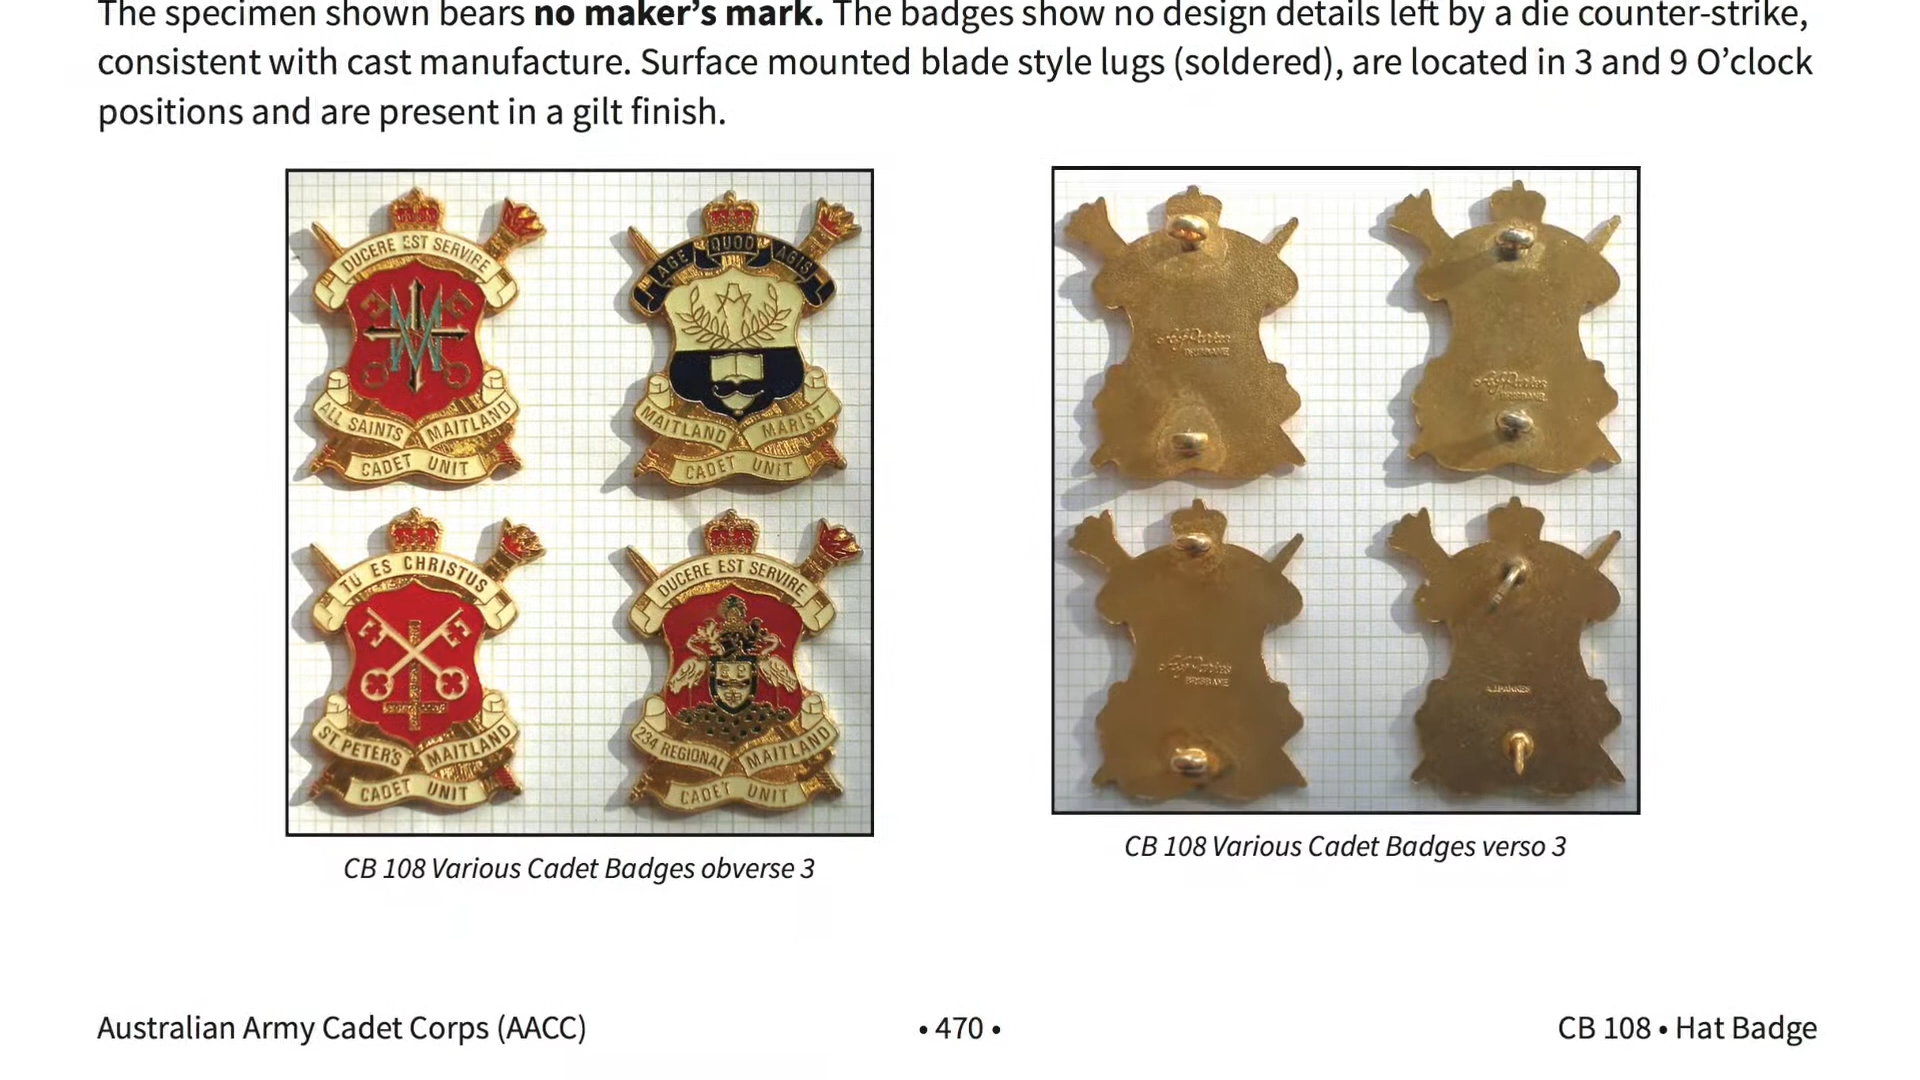 The specimen shown bears no maker’s mark. The badges show no design details left by a die counter-strike,
consistent with cast manufacture. Surface mounted blade style lugs (soldered), are located in 3 and 9 O’clock
positions and are present in a gilt finish.
DUCERE EST SERVIRE
ALL SAINTS MAITLAND
CADET UNIT
AGE QUOD AGIS
MAITLAND MARIST
CADET UNIT
TU ES CHRISTUS
ST PETER'S MAITLAND
CADET UNIT
DUCERE EST SERVIRE
234 REGIONAL MAITLAND
CADET UNIT
BRISBANE
BRISBANE
BRISBANE
CB 108 Various Cadet Badges obverse 3
CB 108 Various Cadet Badges verso 3
Australian Army Cadet Corps (AACC)
• 470 •
CB 108 • Hat Badge